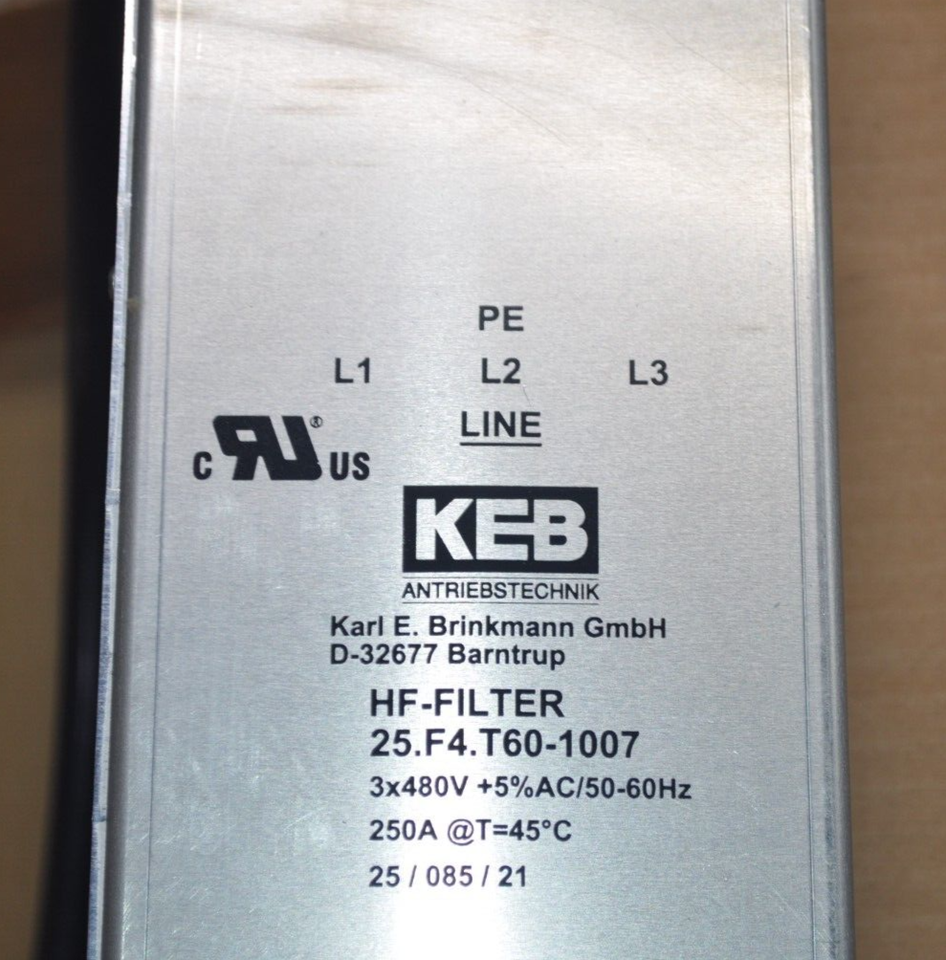 PE
L1 L2 L3
LINE
C RU® US
KEB
ANTRIEBSTECHNIK
Karl E. Brinkmann GmbH
D-32677 Barntrup
HF-FILTER
25.F4.T60-1007
3x480V +5%AC/50-60Hz
250A @T=45°C
25 / 085 / 21